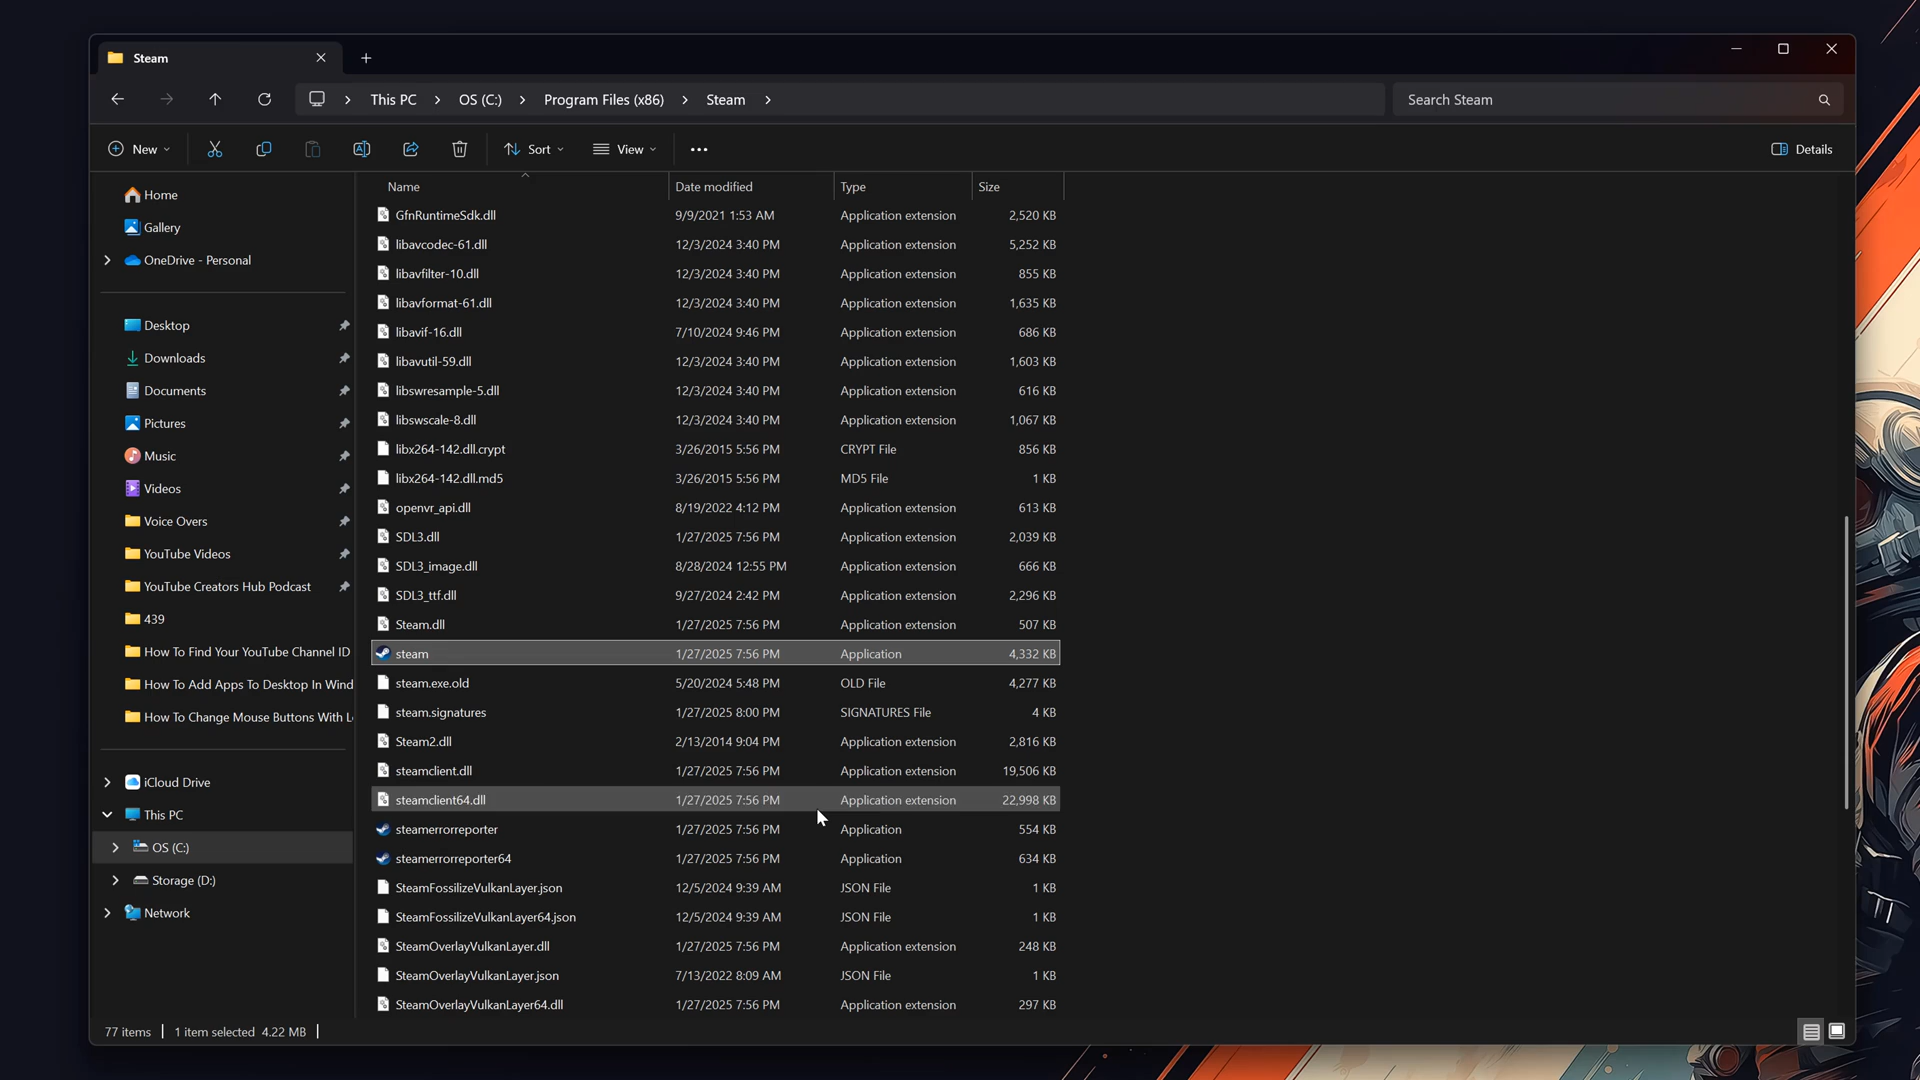 Steam
This PC > OS (C:) > Program Files (x86) > Steam >
Search Steam
New
Sort
View
Details
Home
Gallery
OneDrive - Personal
Desktop
Downloads
Documents
Pictures
Music
Videos
Voice Overs
YouTube Videos
YouTube Creators Hub Podcast
439
How To Find Your YouTube Channel ID
How To Add Apps To Desktop In Wind
How To Change Mouse Buttons With L
iCloud Drive
This PC
OS (C:)
Storage (D:)
Network
Name Date modified Type Size
GfnRuntimeSdk.dll 9/9/2021 1:53 AM Application extension 2,520 KB
libavcodec-61.dll 12/3/2024 3:40 PM Application extension 5,252 KB
libavfilter-10.dll 12/3/2024 3:40 PM Application extension 855 KB
libavformat-61.dll 12/3/2024 3:40 PM Application extension 1,635 KB
libavif-16.dll 7/10/2024 9:46 PM Application extension 686 KB
libavutil-59.dll 12/3/2024 3:40 PM Application extension 1,603 KB
libswresample-5.dll 12/3/2024 3:40 PM Application extension 616 KB
libswscale-8.dll 12/3/2024 3:40 PM Application extension 1,067 KB
libx264-142.dll.crypt 3/26/2015 5:56 PM CRYPT File 856 KB
libx264-142.dll.md5 3/26/2015 5:56 PM MD5 File 1 KB
openvr_api.dll 8/19/2022 4:12 PM Application extension 613 KB
SDL3.dll 1/27/2025 7:56 PM Application extension 2,039 KB
SDL3_image.dll 8/28/2024 12:55 PM Application extension 666 KB
SDL3_ttf.dll 9/27/2024 2:42 PM Application extension 2,296 KB
Steam.dll 1/27/2025 7:56 PM Application extension 507 KB
steam 1/27/2025 7:56 PM Application 4,332 KB
steam.exe.old 5/20/2024 5:48 PM OLD File 4,277 KB
steam.signatures 1/27/2025 8:00 PM SIGNATURES File 4 KB
Steam2.dll 2/13/2014 9:04 PM Application extension 2,816 KB
steamclient.dll 1/27/2025 7:56 PM Application extension 19,506 KB
steamclient64.dll 1/27/2025 7:56 PM Application extension 22,998 KB
steamerrorreporter 1/27/2025 7:56 PM Application 554 KB
steamerrorreporter64 1/27/2025 7:56 PM Application 634 KB
SteamFossilizeVulkanLayer.json 12/5/2024 9:39 AM JSON File 1 KB
SteamFossilizeVulkanLayer64.json 12/5/2024 9:39 AM JSON File 1 KB
SteamOverlayVulkanLayer.dll 1/27/2025 7:56 PM Application extension 248 KB
SteamOverlayVulkanLayer.json 7/13/2022 8:09 AM JSON File 1 KB
SteamOverlayVulkanLayer64.dll 1/27/2025 7:56 PM Application extension 297 KB
77 items 1 item selected 4.22 MB